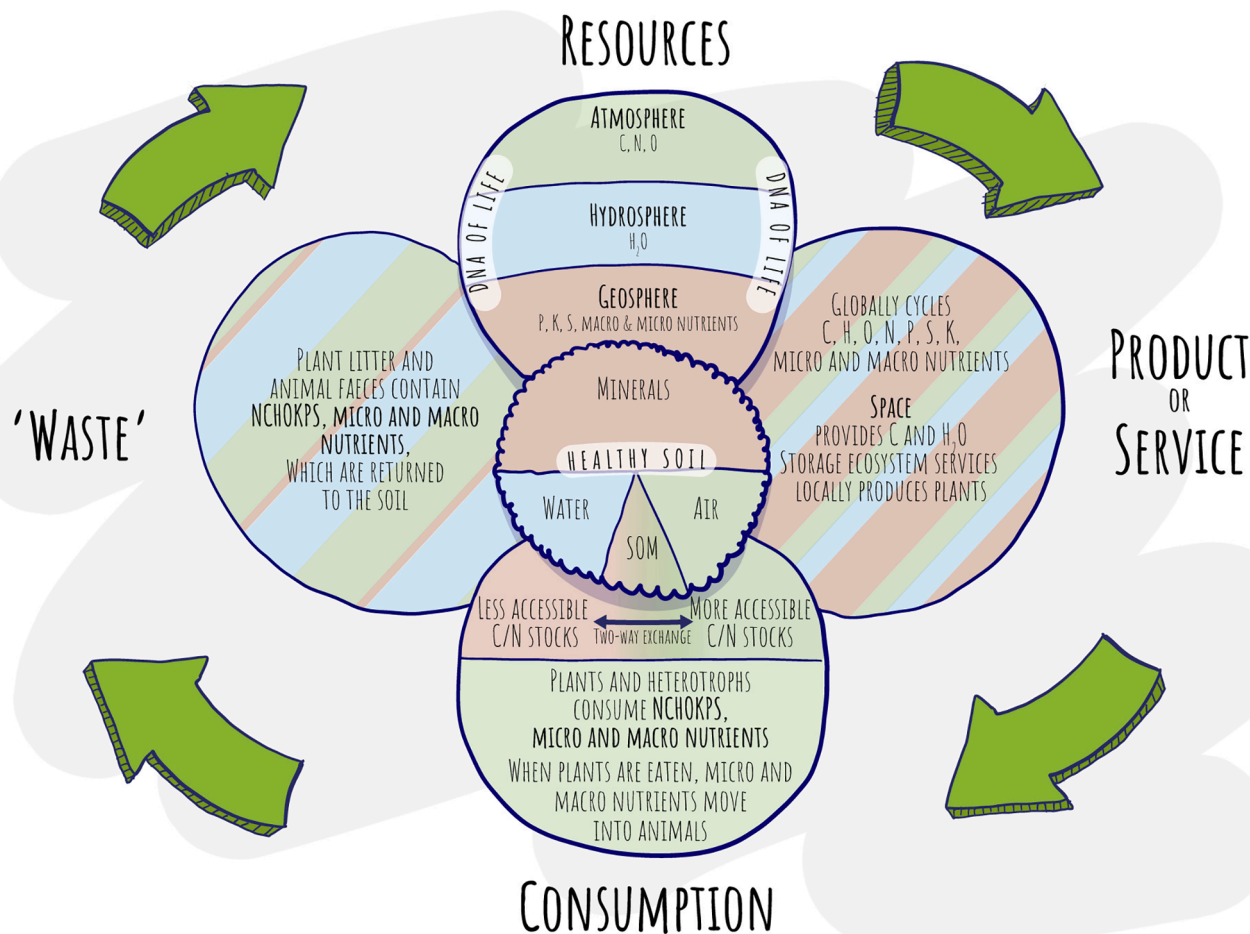 RESOURCES
ATMOSPHERE
C, N, O
DNA OF LIFE
DNA OF LIFE
HYDROSPHERE
H2O
GEOSPHERE
P, K, S, MACRO & MICRO NUTRIENTS
MINERALS
HEALTHY SOIL
WATER
AIR
SOM
GLOBALLY CYCLES
C, H, O, N, P, S, K,
MICRO AND MACRO NUTRIENTS
SPACE
PROVIDES C AND H2O
STORAGE ECOSYSTEM SERVICES
LOCALLY PRODUCES PLANTS
PRODUCT
OR
SERVICE
LESS ACCESSIBLE
C/N STOCKS
TWO-WAY EXCHANGE
MORE ACCESSIBLE
C/N STOCKS
PLANTS AND HETEROTROPHS
CONSUME NCHOKPS,
MICRO AND MACRO NUTRIENTS
WHEN PLANTS ARE EATEN, MICRO AND
MACRO NUTRIENTS MOVE
INTO ANIMALS
CONSUMPTION
PLANT LITTER AND
ANIMAL FAECES CONTAIN
NCHOKPS, MICRO AND MACRO
NUTRIENTS,
WHICH ARE RETURNED
TO THE SOIL
'WASTE'